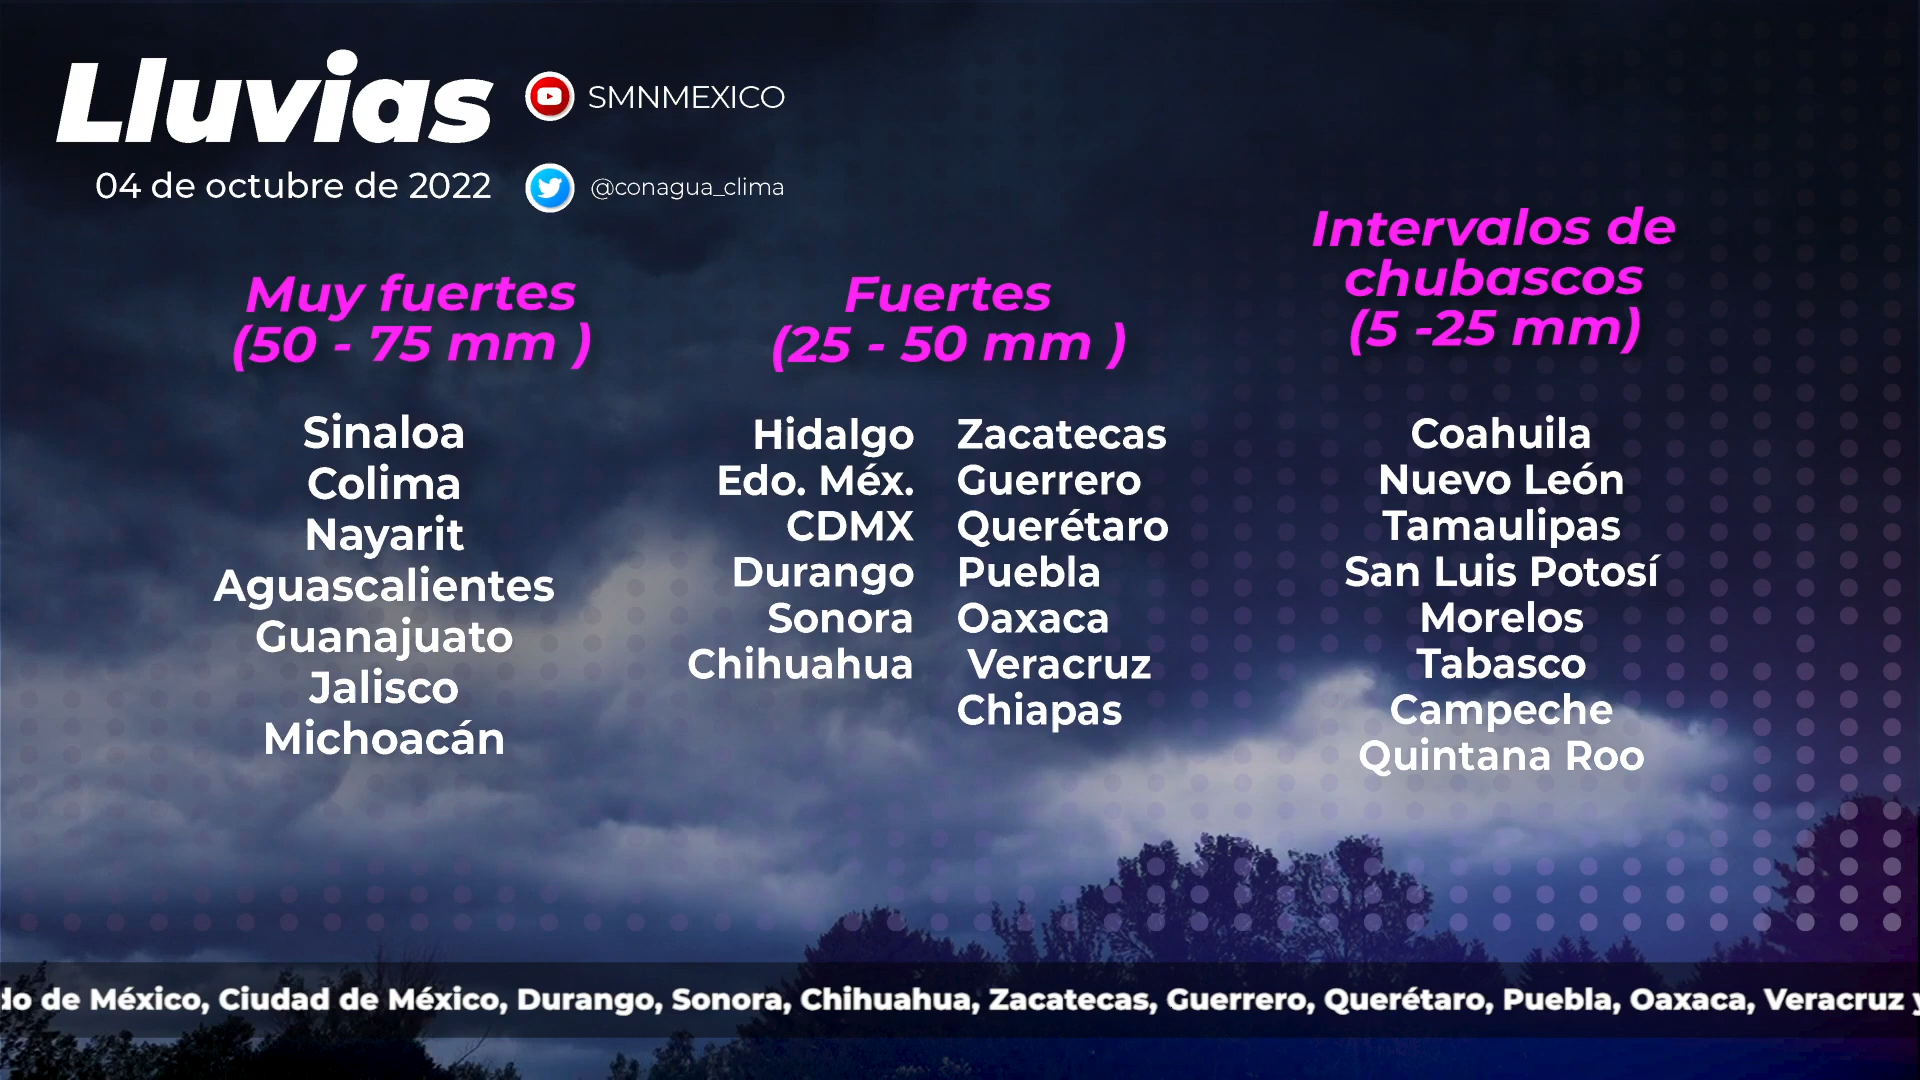 Lluvias
04 de octubre de 2022
SMNMEXICO
@conagua_clima
Muy fuertes
(50 - 75 mm )
Sinaloa
Colima
Nayarit
Aguascalientes
Guanajuato
Jalisco
Michoacán
Fuertes
(25 - 50 mm )
Hidalgo
Edo. Méx.
CDMX
Durango
Sonora
Chihuahua
Zacatecas
Guerrero
Querétaro
Puebla
Oaxaca
Veracruz
Chiapas
Intervalos de
chubascos
(5 -25 mm)
Coahuila
Nuevo León
Tamaulipas
San Luis Potosí
Morelos
Tabasco
Campeche
Quintana Roo
do de México, Ciudad de México, Durango, Sonora, Chihuahua, Zacatecas, Guerrero, Querétaro, Puebla, Oaxaca, Veracruz y